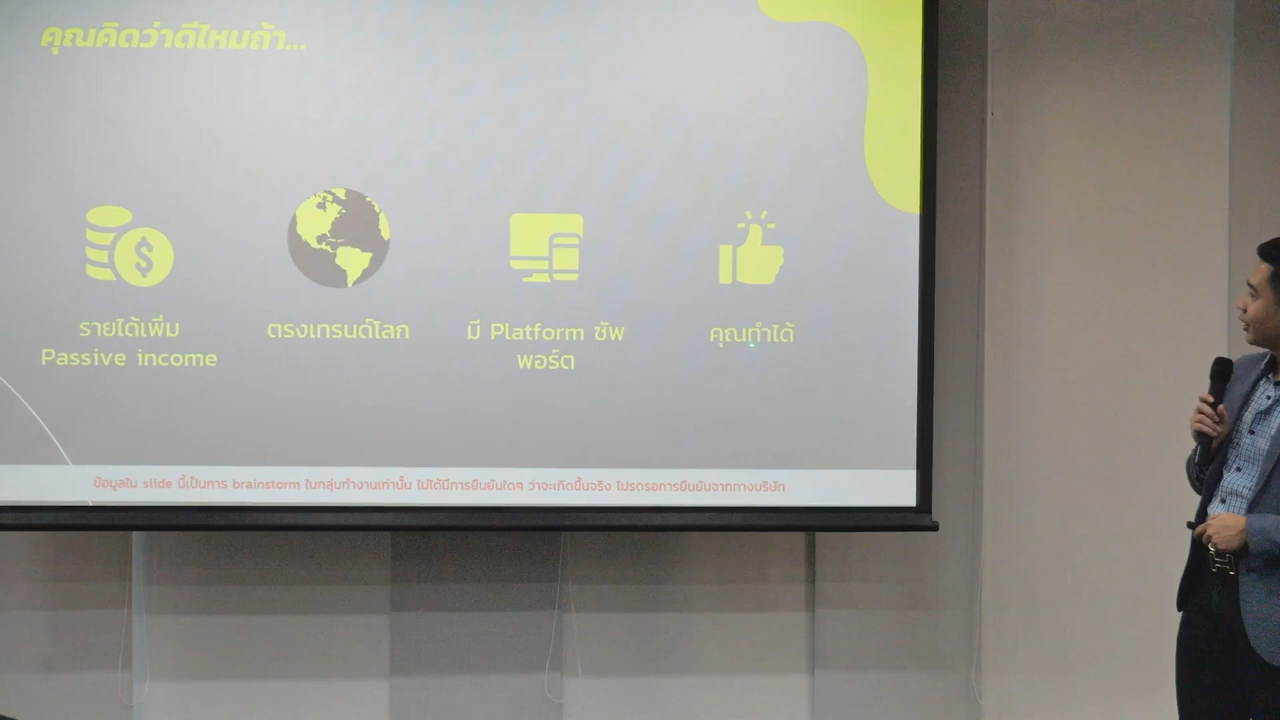 คุณคิดว่าดีไหมถ้า...
รายได้เพิ่ม
Passive income
ตรงเทรนด์โลก
มี Platform ซัพ
พอร์ต
คุณทำได้
ข้อมูลใน slide นี้เป็นการ brainstorm ในกลุ่มทำงานเท่านั้น ไม่ได้มีการยืนยันใดๆ ว่าจะเกิดขึ้นจริง โปรดรอการยืนยันจากทางบริษัท